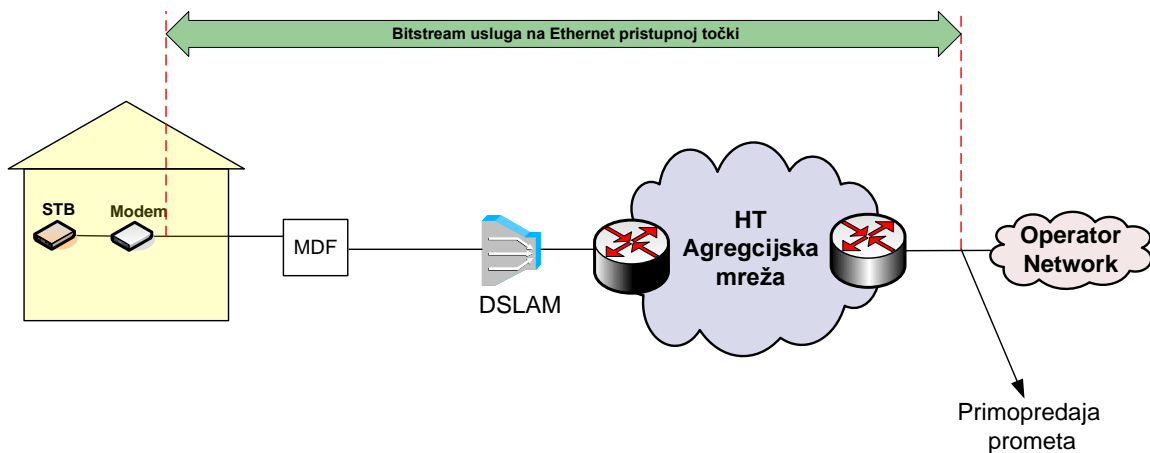 Bitstream usluga na Ethernet pristupnoj točki
STB
Modem
MDF
DSLAM
HT
Agregcijska
mreža
Operator
Network
Primopredaja
prometa